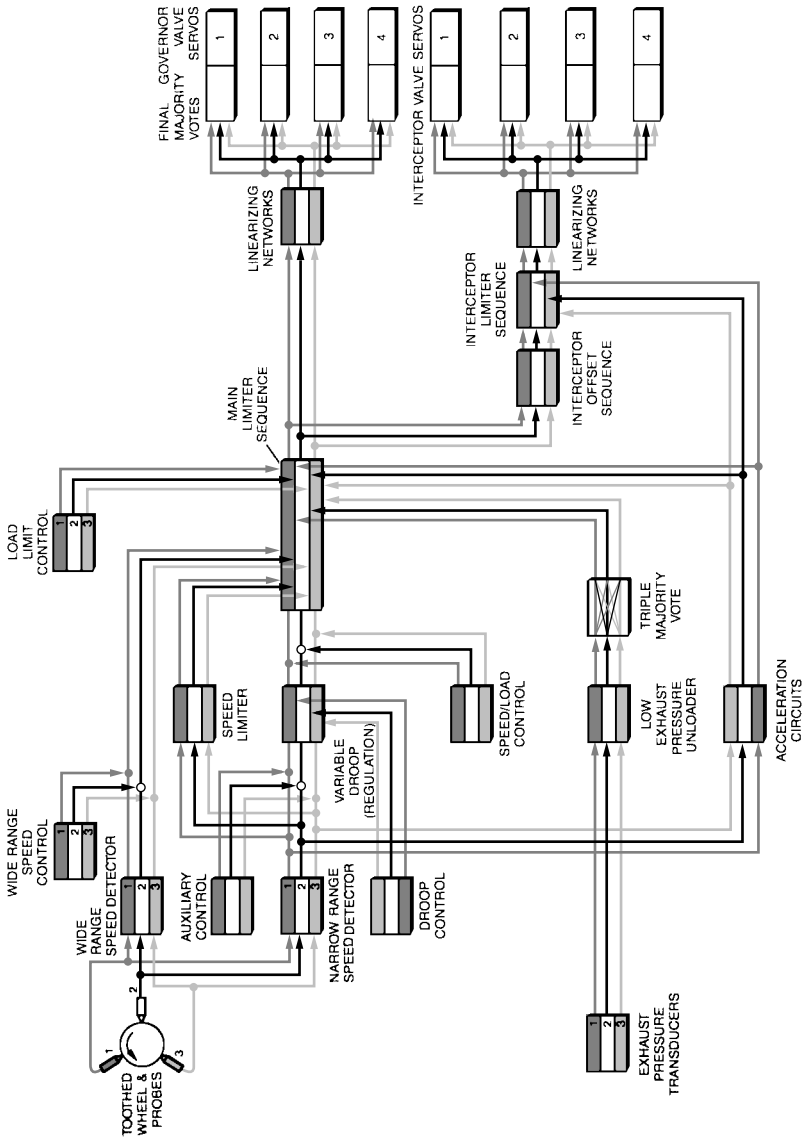 TOOTHED
WHEEL &
PROBES
1
2
3
WIDE RANGE
SPEED
CONTROL
1
2
3
WIDE
RANGE
SPEED DETECTOR
1
2
3
AUXILIARY
CONTROL
NARROW RANGE
SPEED DETECTOR
1
2
3
DROOP
CONTROL
EXHAUST
PRESSURE
TRANSDUCERS
1
2
3
SPEED
LIMITER
VARIABLE
DROOP
(REGULATION)
SPEED/LOAD
CONTROL
LOW
EXHAUST
PRESSURE
UNLOADER
ACCELERATION
CIRCUITS
TRIPLE
MAJORITY
VOTE
LOAD
LIMIT
CONTROL
1
2
3
MAIN
LIMITER
SEQUENCE
INTERCEPTOR
OFFSET
SEQUENCE
INTERCEPTOR
LIMITER
SEQUENCE
LINEARIZING
NETWORKS
LINEARIZING
NETWORKS
FINAL GOVERNOR
MAJORITY VALVE
VOTES SERVOS
1
2
3
4
INTERCEPTOR VALVE SERVOS
1
2
3
4